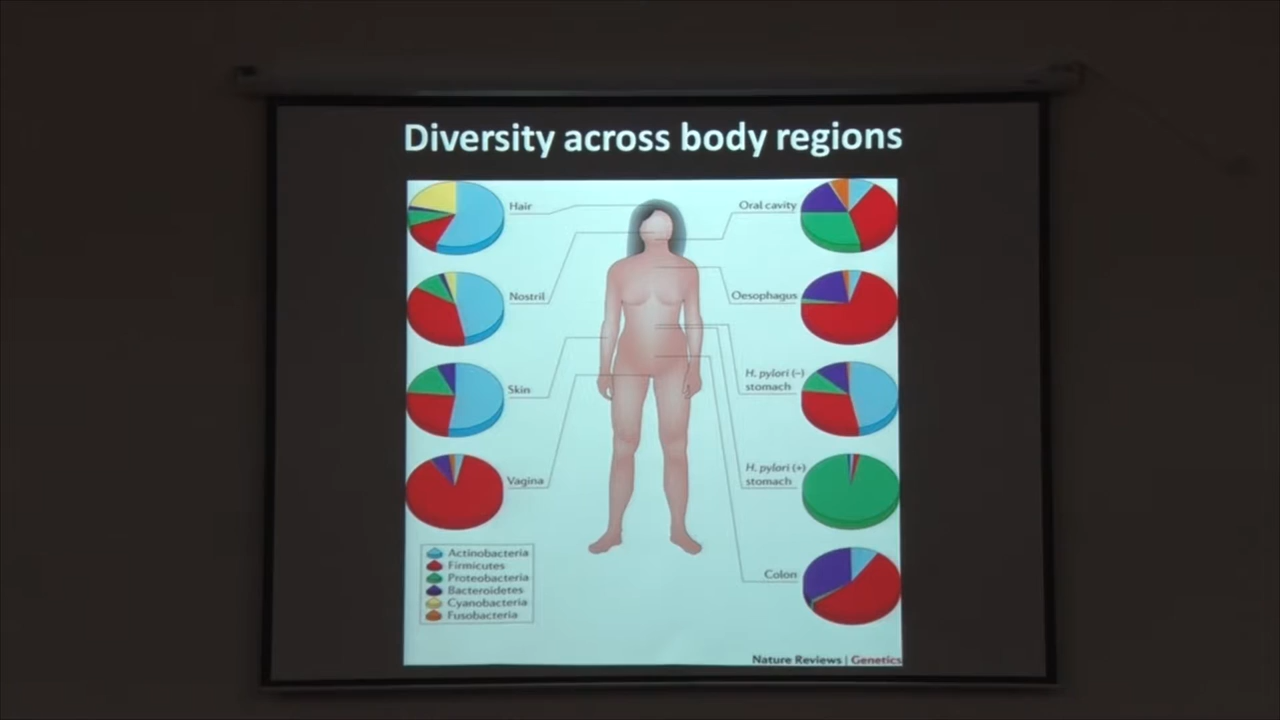 Diversity across body regions
Hair
Oral cavity
Nostril
Oesophagus
Skin
H. pylori (–)
stomach
Vagina
H. pylori (+)
stomach
Colon
Actinobacteria
Firmicutes
Proteobacteria
Bacteroidetes
Cyanobacteria
Fusobacteria
Nature Reviews | Genetics